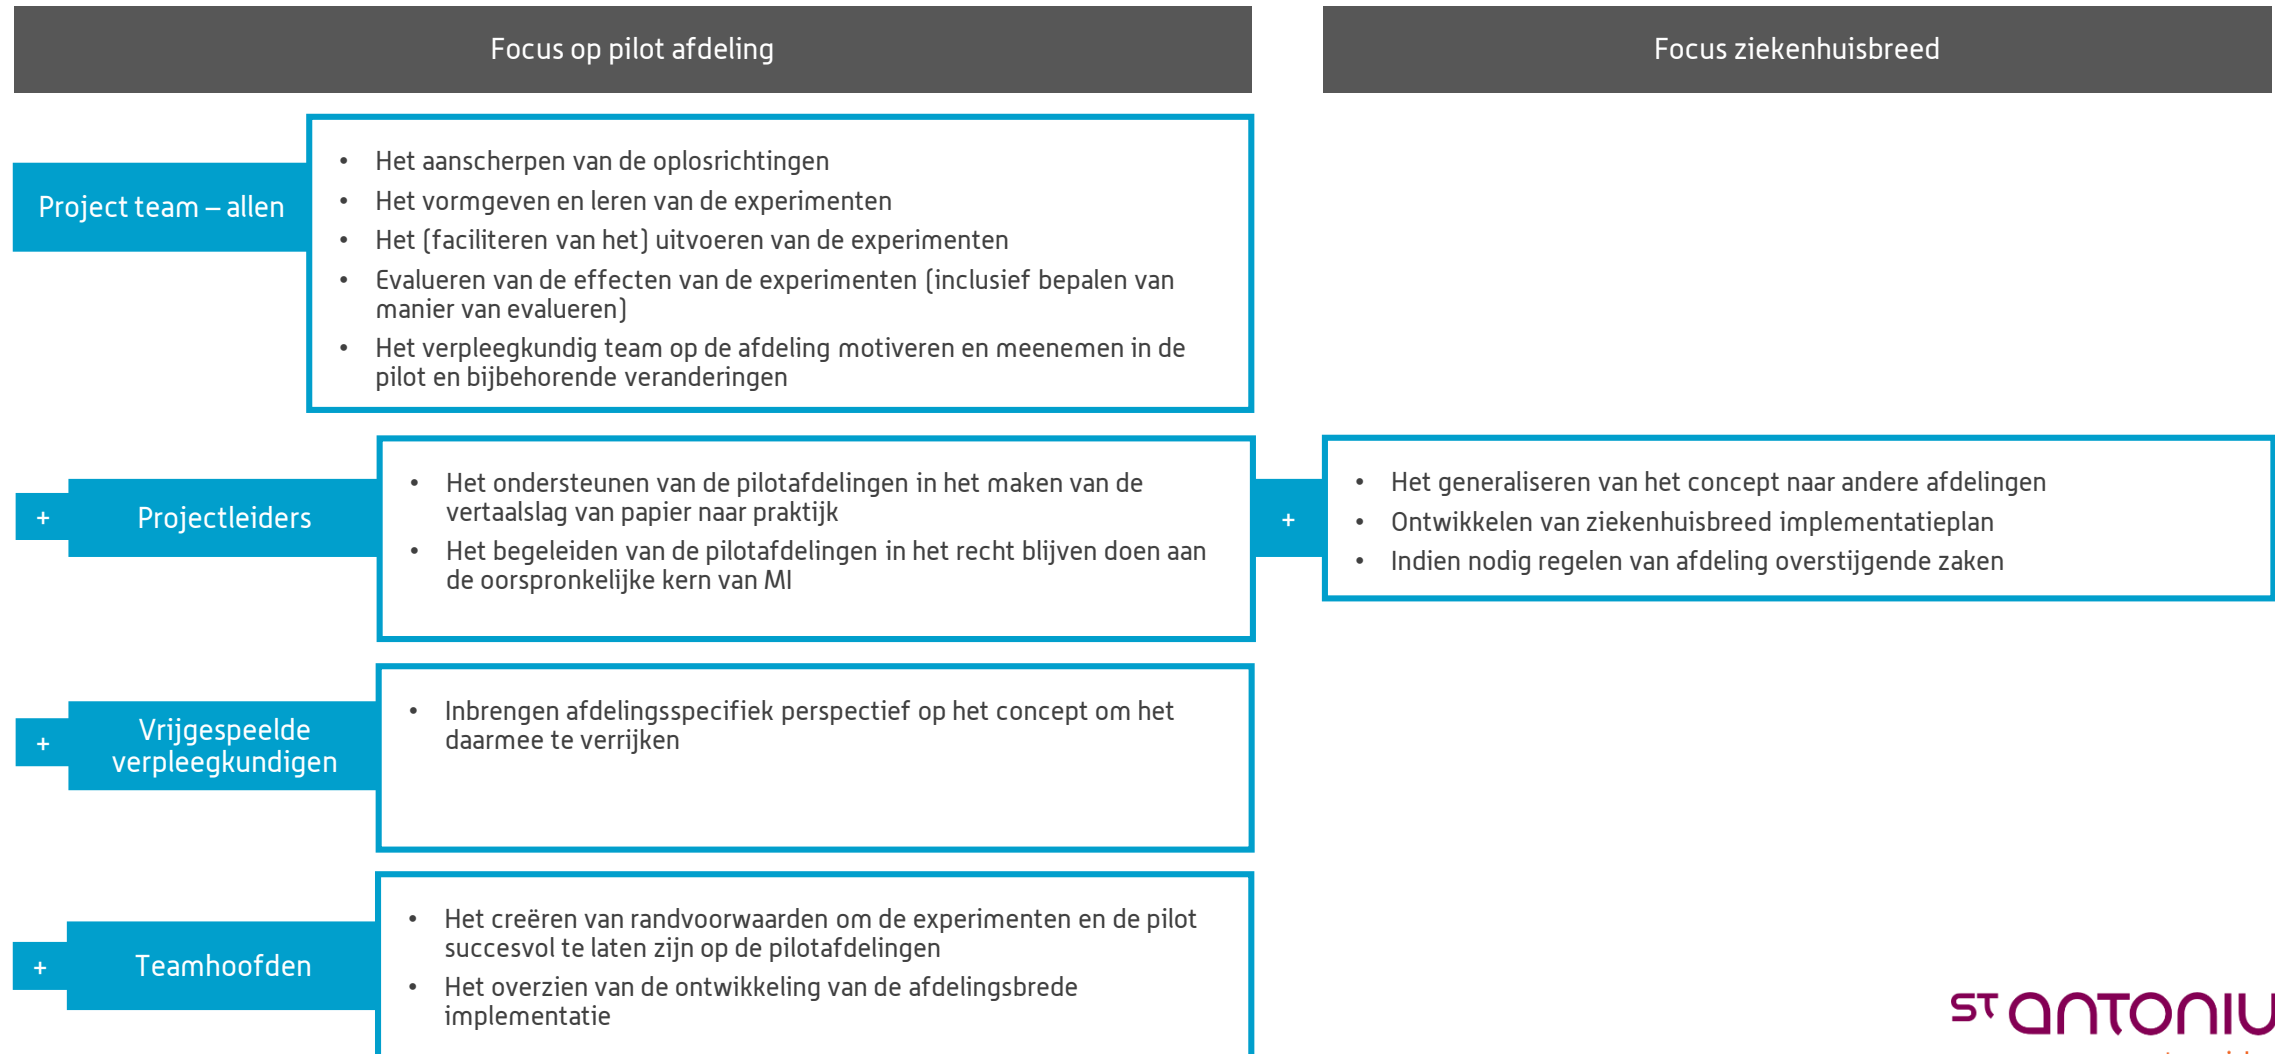 Focus op pilot afdeling
Focus ziekenhuisbreed
Project team – allen
• Het aanscherpen van de oplosrichtingen
• Het vormgeven en leren van de experimenten
• Het (faciliteren van het) uitvoeren van de experimenten
• Evalueren van de effecten van de experimenten (inclusief bepalen van
manier van evalueren)
• Het verpleegkundig team op de afdeling motiveren en meenemen in de
pilot en bijbehorende veranderingen
+
Projectleiders
• Het ondersteunen van de pilotafdelingen in het maken van de
vertaalslag van papier naar praktijk
• Het begeleiden van de pilotafdelingen in het recht blijven doen aan
de oorspronkelijke kern van MI
+
• Het generaliseren van het concept naar andere afdelingen
• Ontwikkelen van ziekenhuisbreed implementatieplan
• Indien nodig regelen van afdeling overstijgende zaken
+
Vrijgespeelde
verpleegkundigen
• Inbrengen afdelingsspecifiek perspectief op het concept om het
daarmee te verrijken
+
Teamhoofden
• Het creëren van randvoorwaarden om de experimenten en de pilot
succesvol te laten zijn op de pilotafdelingen
• Het overzien van de ontwikkeling van de afdelingsbrede
implementatie
ST ANTONIU